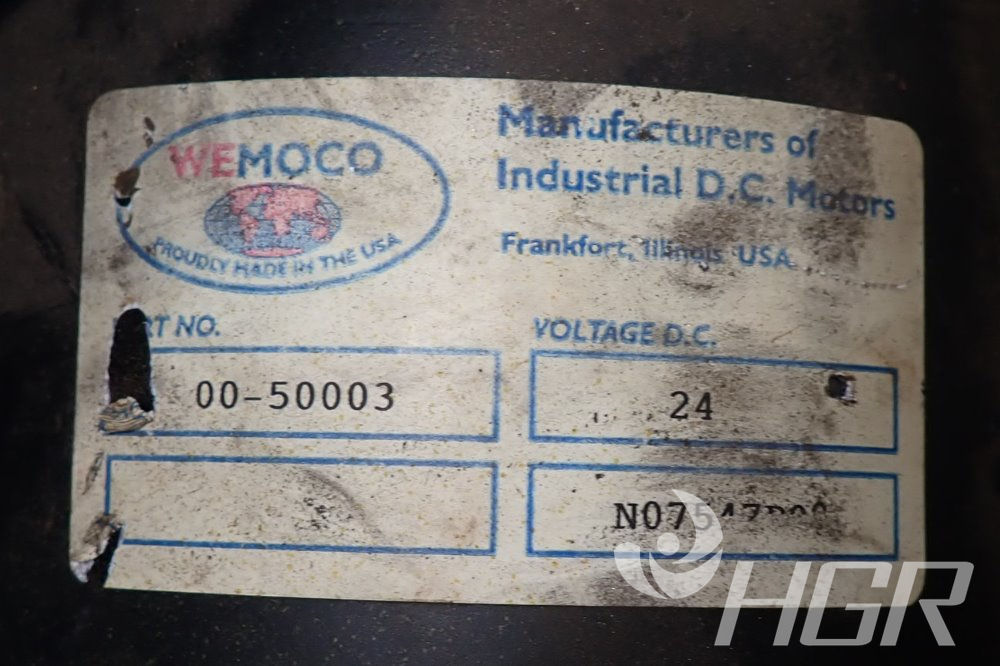 WEMOCO
PROUDLY MADE IN THE USA
Manufacturers of
Industrial D.C. Motors
Frankfort, Illinois USA
NO.
00-50003
VOLTAGE D.C.
24
HGR